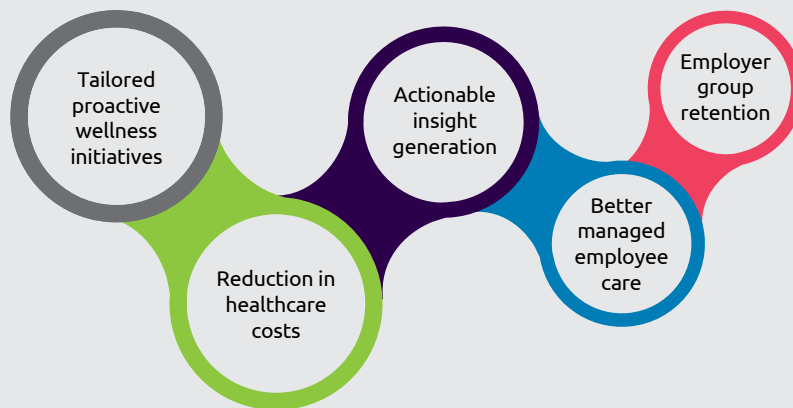 Tailored
proactive
wellness
initiatives
Reduction in
healthcare
costs
Actionable
insight
generation
Better
managed
employee
care
Employer
group
retention